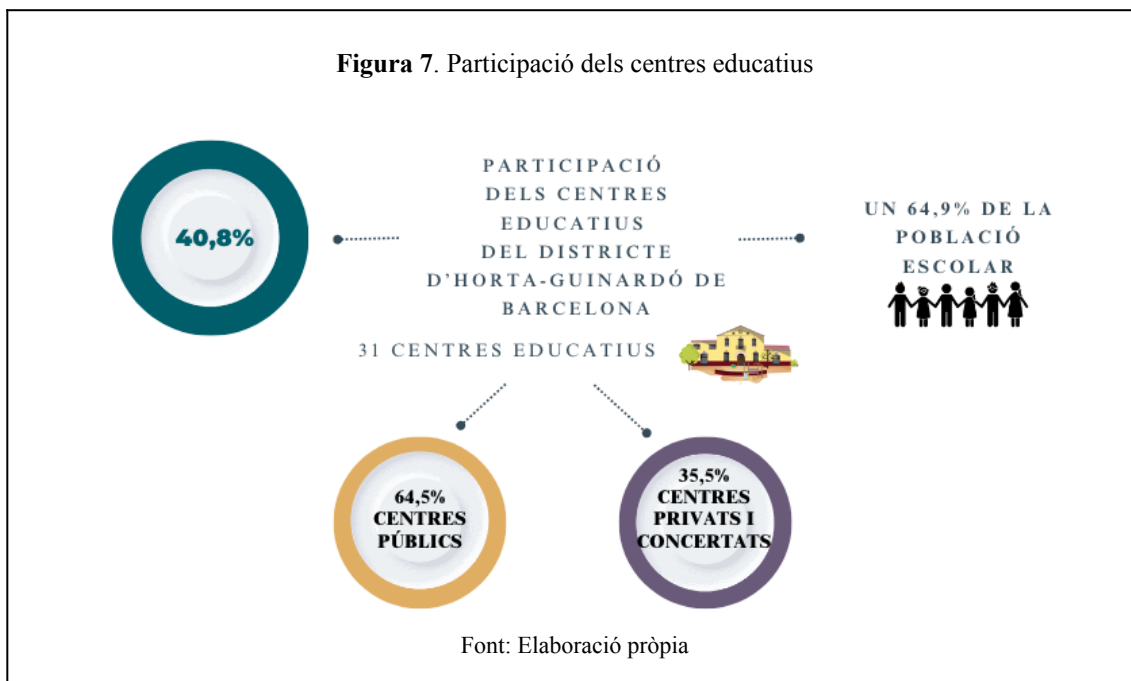 Figura 7. Participació dels centres educatius
40,8%
PARTICIPACIÓ
DELS CENTRES
EDUCATIUS
DEL DISTRICTE
D'HORTA-GUINARDÓ DE
BARCELONA
31 CENTRES EDUCATIUS
UN 64,9% DE LA
POBLACIÓ
ESCOLAR
64,5%
CENTRES
PÚBLICS
35,5%
CENTRES
PRIVATS I
CONCERTATS
Font: Elaboració pròpia